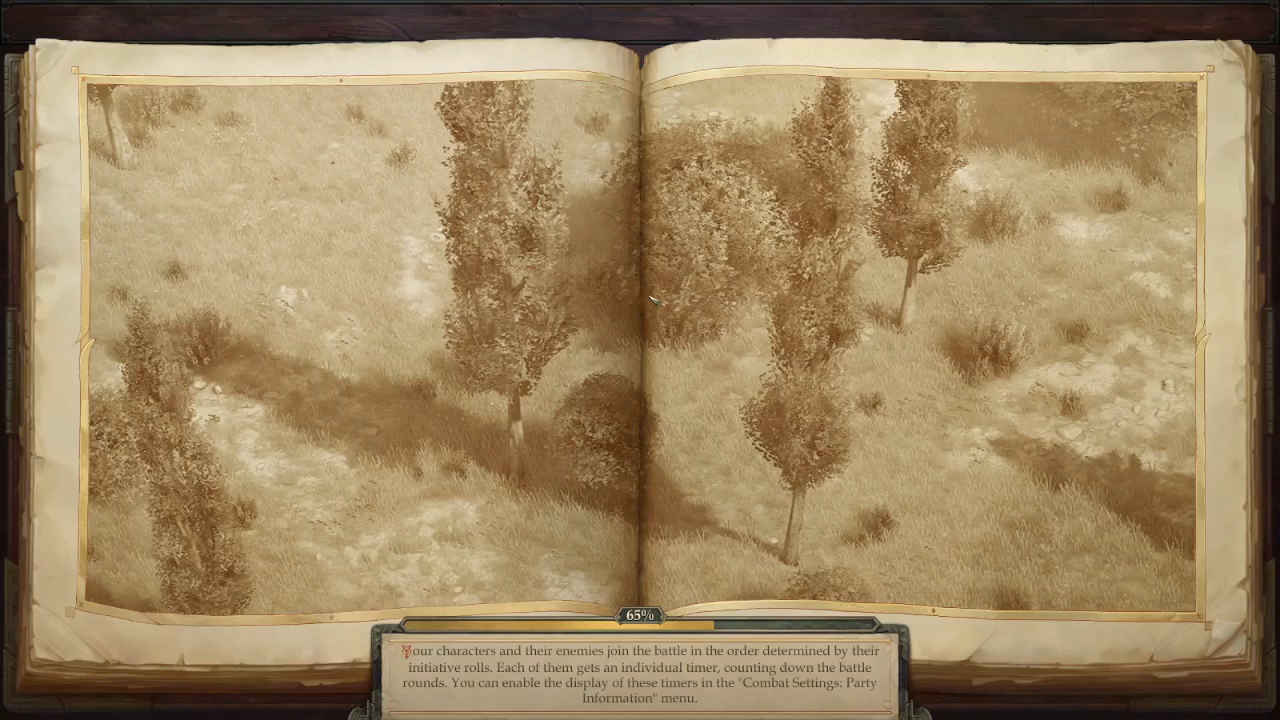 65%
Your characters and their enemies join the battle in the order determined by their
initiative rolls. Each of them gets an individual timer, counting down the battle
rounds. You can enable the display of these timers in the "Combat Settings: Party
Information" menu.